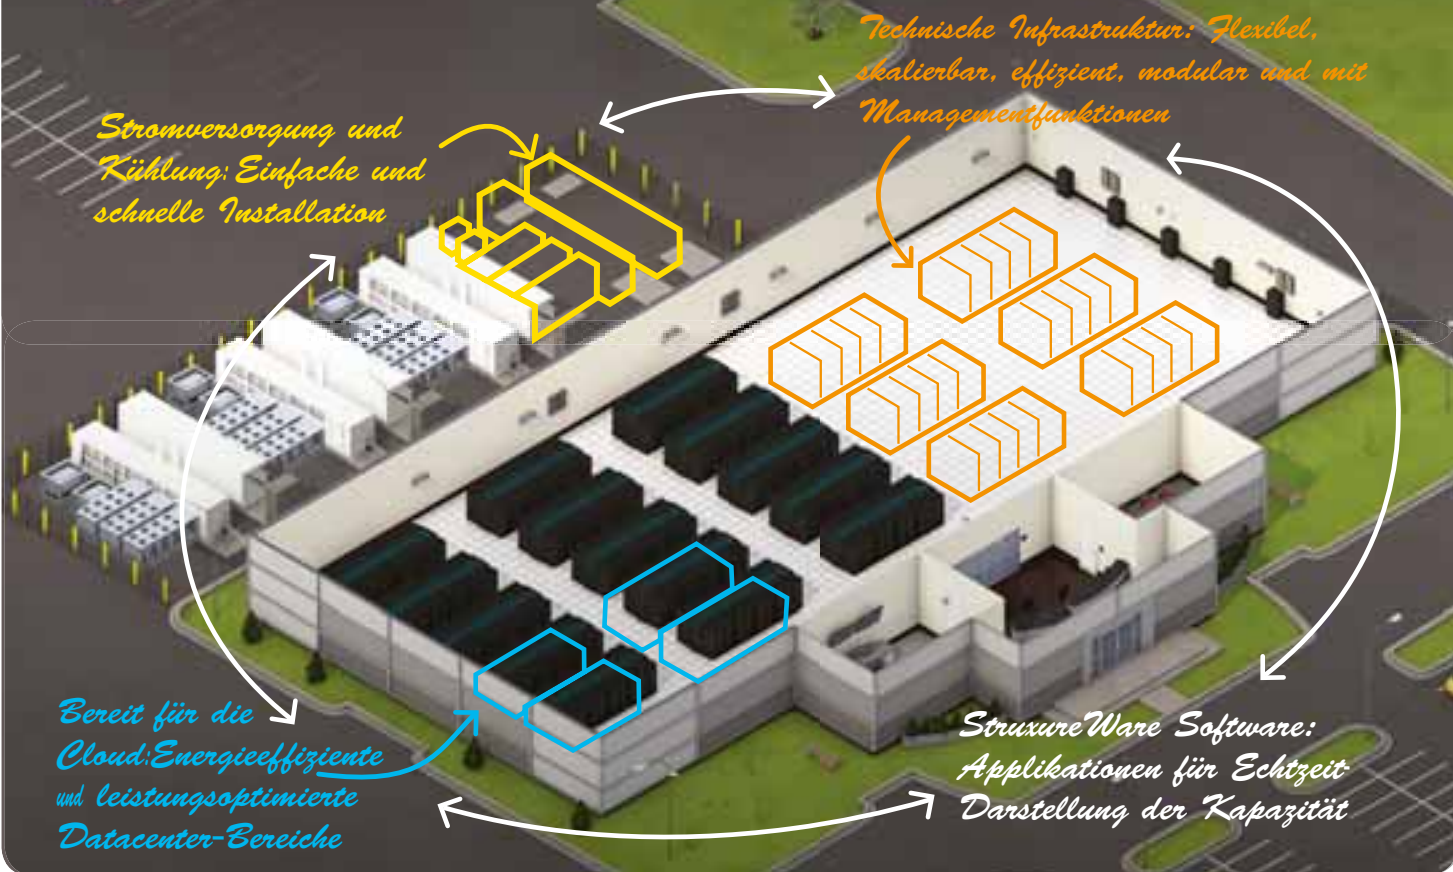 Technische Infrastruktur: Flexibel,
skalierbar, effizient, modular und mit
Managementfunktionen
Stromversorgung und
Kühlung: Einfache und
schnelle Installation
Bereit für die
Cloud:Energieeffiziente
und leistungsoptimierte
Datacenter-Bereiche
StruxureWare Software:
Applikationen für Echtzeit-
Darstellung der Kapazität